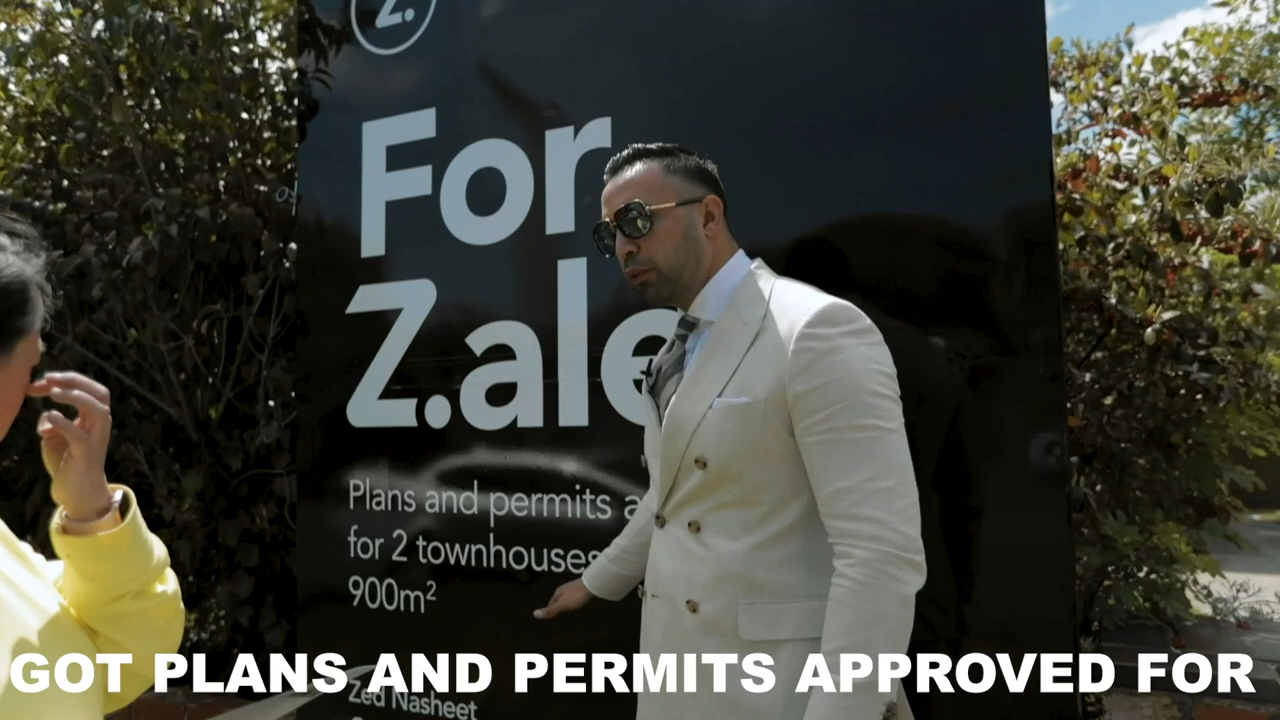 Z.
For
Z.ale
Plans and permits
for 2 townhouses
900m²
Zed Nasheet
GOT PLANS AND PERMITS APPROVED FOR